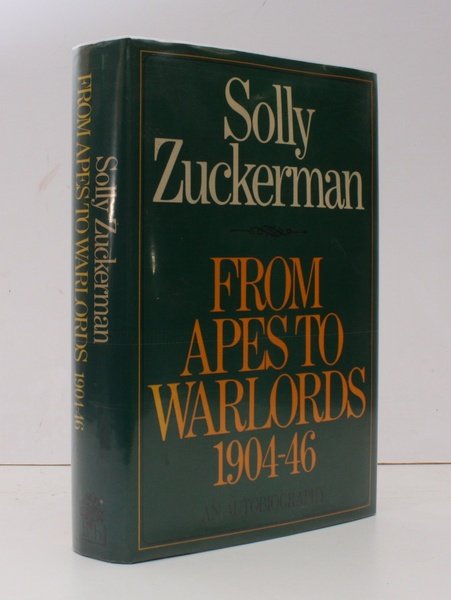 Solly
Zuckerman
FROM
APES TO
WARLORDS
1904-46
AN AUTOBIOGRAPHY
Solly Zuckerman
FROM APES TO WARLORDS 1904-46